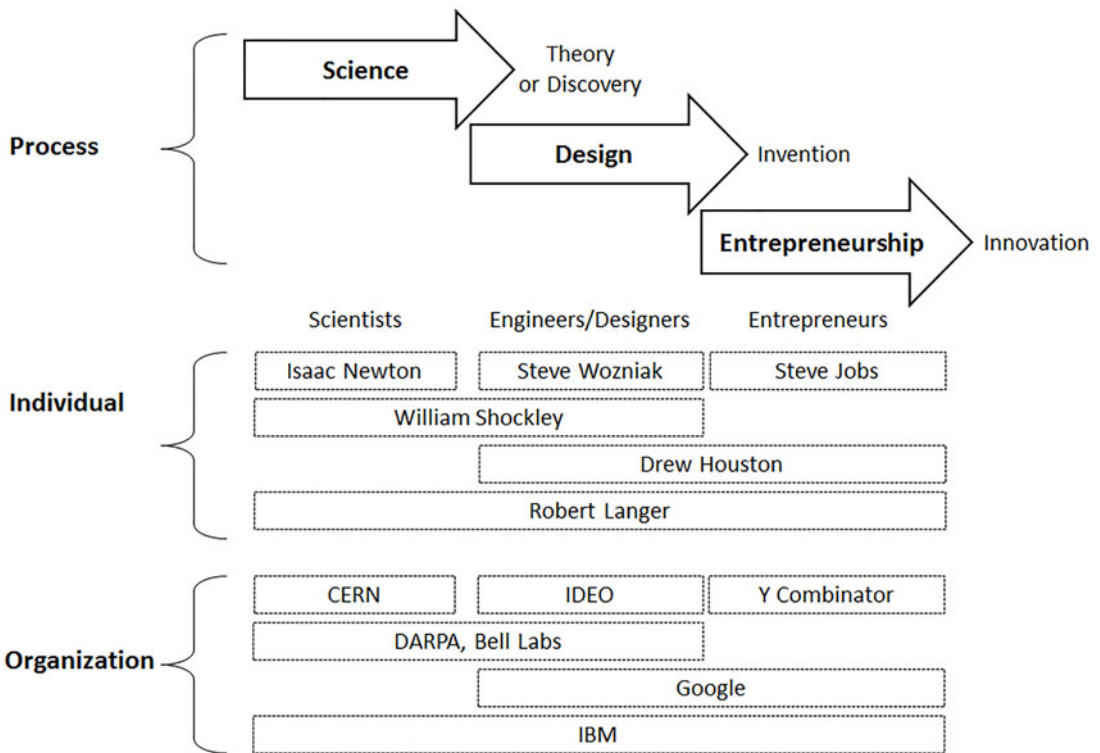 Science
Theory
or Discovery
Process
Design
Invention
Entrepreneurship
Innovation
Scientists
Engineers/Designers
Entrepreneurs
Individual
Isaac Newton
Steve Wozniak
Steve Jobs
William Shockley
Drew Houston
Robert Langer
Organization
CERN
IDEO
Y Combinator
DARPA, Bell Labs
Google
IBM